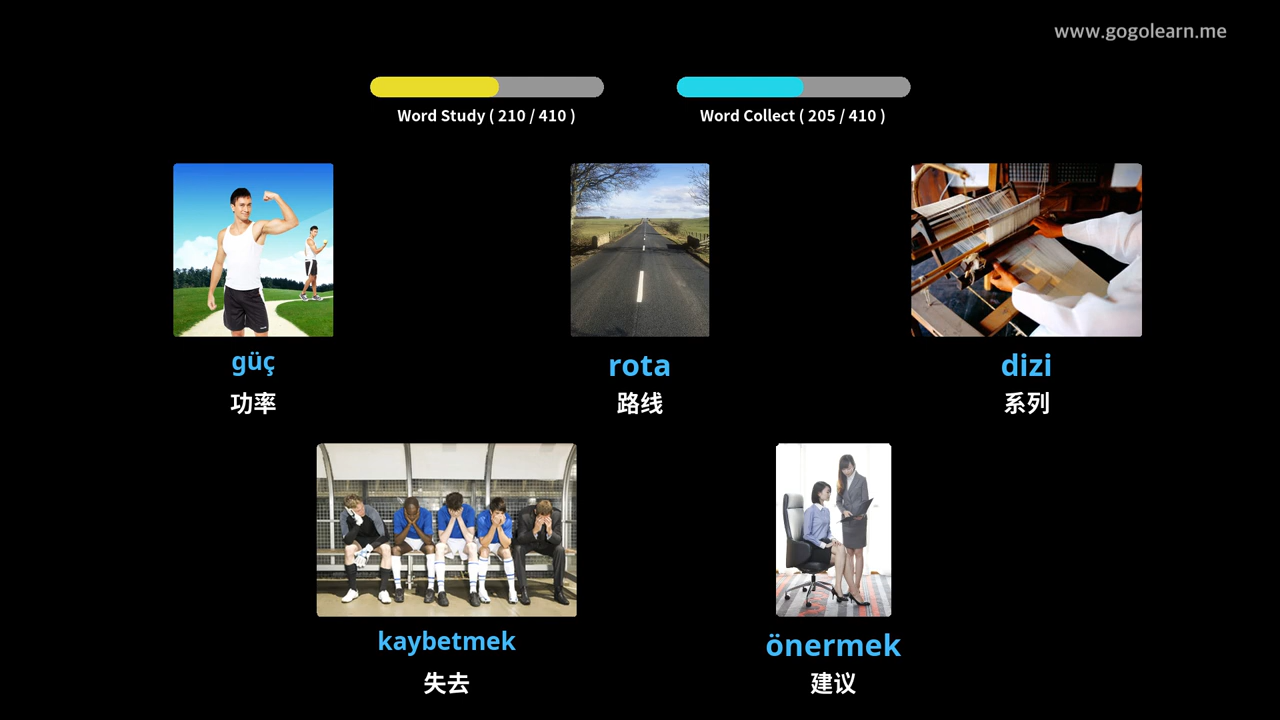 www.gogolearn.me
Word Study ( 210 / 410 )
Word Collect ( 205 / 410 )
güç
功率
rota
路线
dizi
系列
kaybetmek
失去
önermek
建议